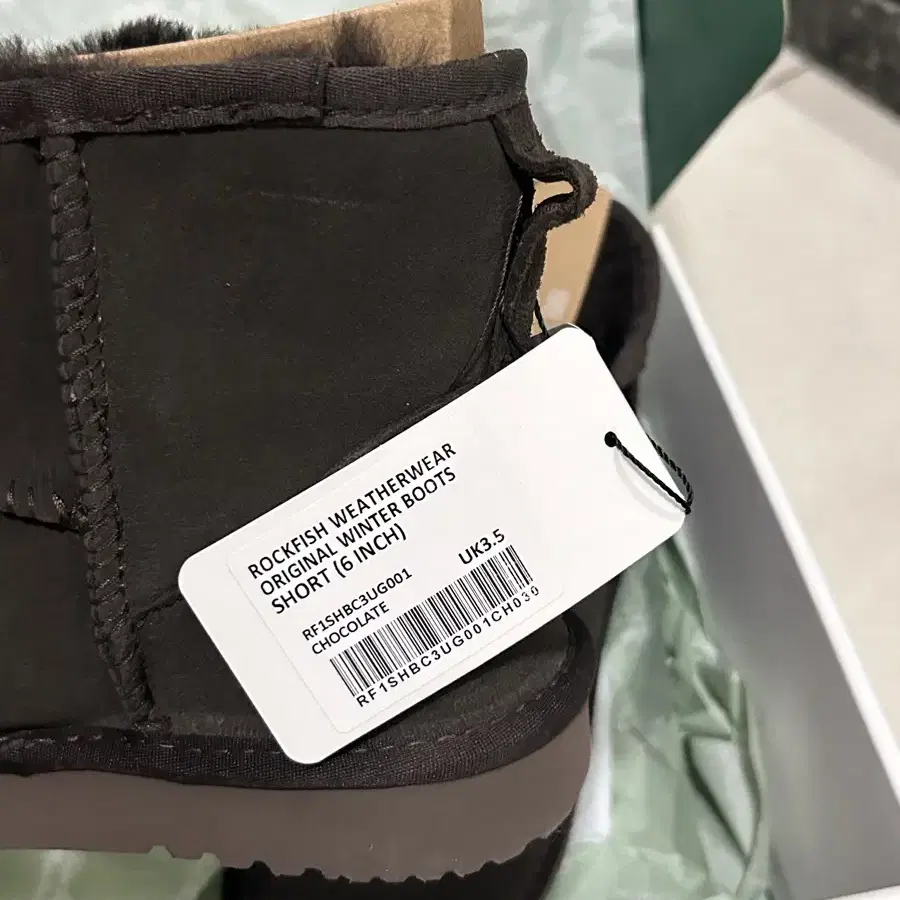 ROCKFISH WEATHERWEAR
ORIGINAL WINTER BOOTS
SHORT (6 INCH)
RF1SHBC3UG001 UK3.5
CHOCOLATE
RF1SHBC3UG001CH030